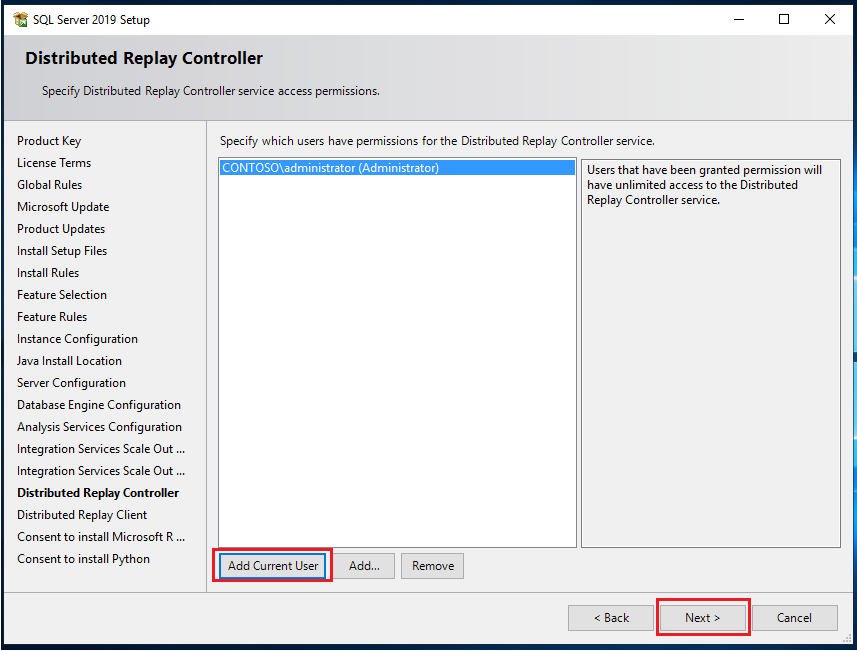 SQL Server 2019 Setup
Distributed Replay Controller
Specify Distributed Replay Controller service access permissions.
Product Key
License Terms
Global Rules
Microsoft Update
Product Updates
Install Setup Files
Install Rules
Feature Selection
Feature Rules
Instance Configuration
Java Install Location
Server Configuration
Database Engine Configuration
Analysis Services Configuration
Integration Services Scale Out ...
Integration Services Scale Out ...
Distributed Replay Controller
Distributed Replay Client
Consent to install Microsoft R ...
Consent to install Python
Specify which users have permissions for the Distributed Replay Controller service.
CONTOSO\administrator (Administrator)
Users that have been granted permission will
have unlimited access to the Distributed
Replay Controller service.
Add Current User
Add...
Remove
< Back
Next >
Cancel